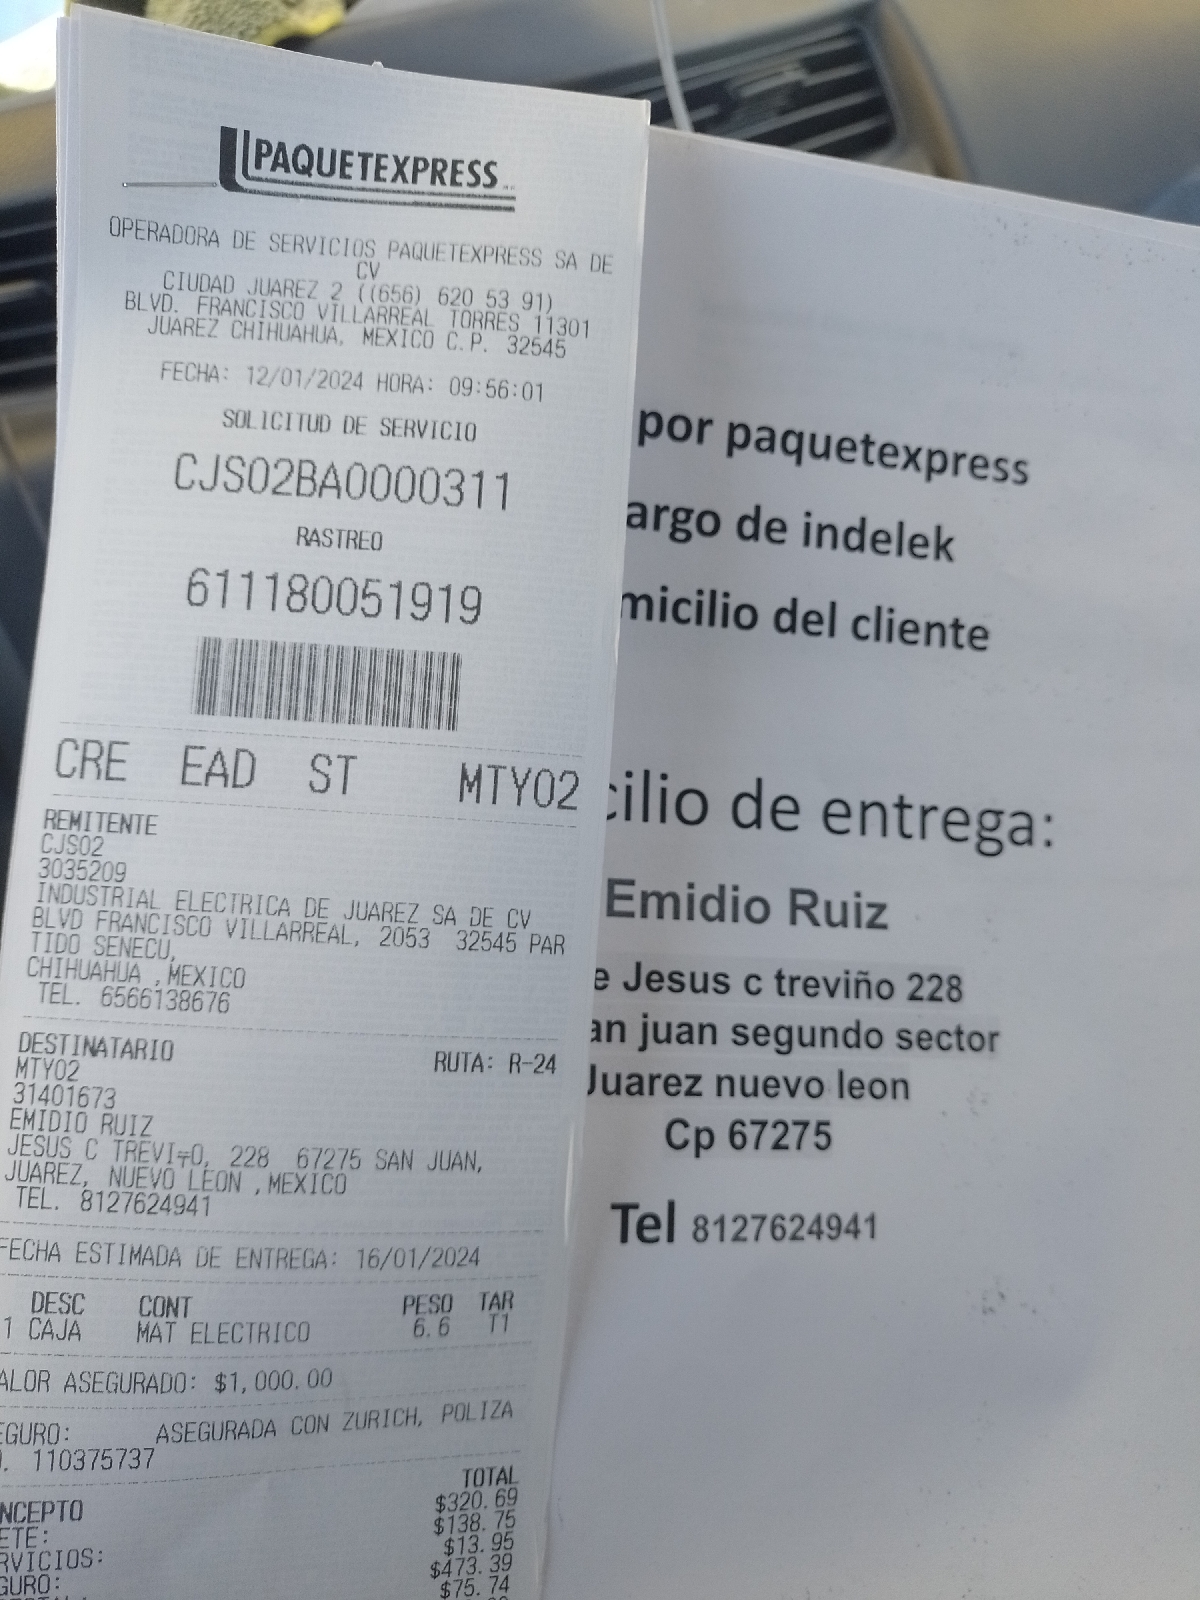 PAQUETEXPRESS
OPERADORA DE SERVICIOS PAQUETEXPRESS SA DE
CV
CIUDAD JUAREZ 2 ((656) 620 53 91)
BLVD. FRANCISCO VILLARREAL TORRES 11301
JUAREZ CHIHUAHUA, MEXICO C.P. 32545
FECHA: 12/01/2024 HORA: 09:56:01
SOLICITUD DE SERVICIO
CJS02BA0000311
RASTREO
611180051919
CRE EAD ST MTY02
REMITENTE
CJS02
3035209
INDUSTRIAL ELECTRICA DE JUAREZ SA DE CV
BLVD FRANCISCO VILLARREAL, 2053 32545 PAR
TIDO SENECU,
CHIHUAHUA ,MEXICO
TEL. 6566138676
DESTINATARIO RUTA: R-24
MTY02
31401673
EMIDIO RUIZ
JESUS C TREVI╤O, 228 67275 SAN JUAN,
JUAREZ, NUEVO LEON ,MEXICO
TEL. 8127624941
FECHA ESTIMADA DE ENTREGA: 16/01/2024
DESC CONT PESO TAR
1 CAJA MAT ELECTRICO 6.6 T1
ALOR ASEGURADO: $1,000.00
EGURO: ASEGURADA CON ZURICH, POLIZA
. 110375737
TOTAL
NCEPTO $320.69
ETE: $138.75
RVICIOS: $13.95
GURO: $473.39
$75.74
por paquetexpress
argo de indelek
micilio del cliente
cilio de entrega:
Emidio Ruiz
e Jesus c treviño 228
an juan segundo sector
Juarez nuevo leon
Cp 67275
Tel 8127624941